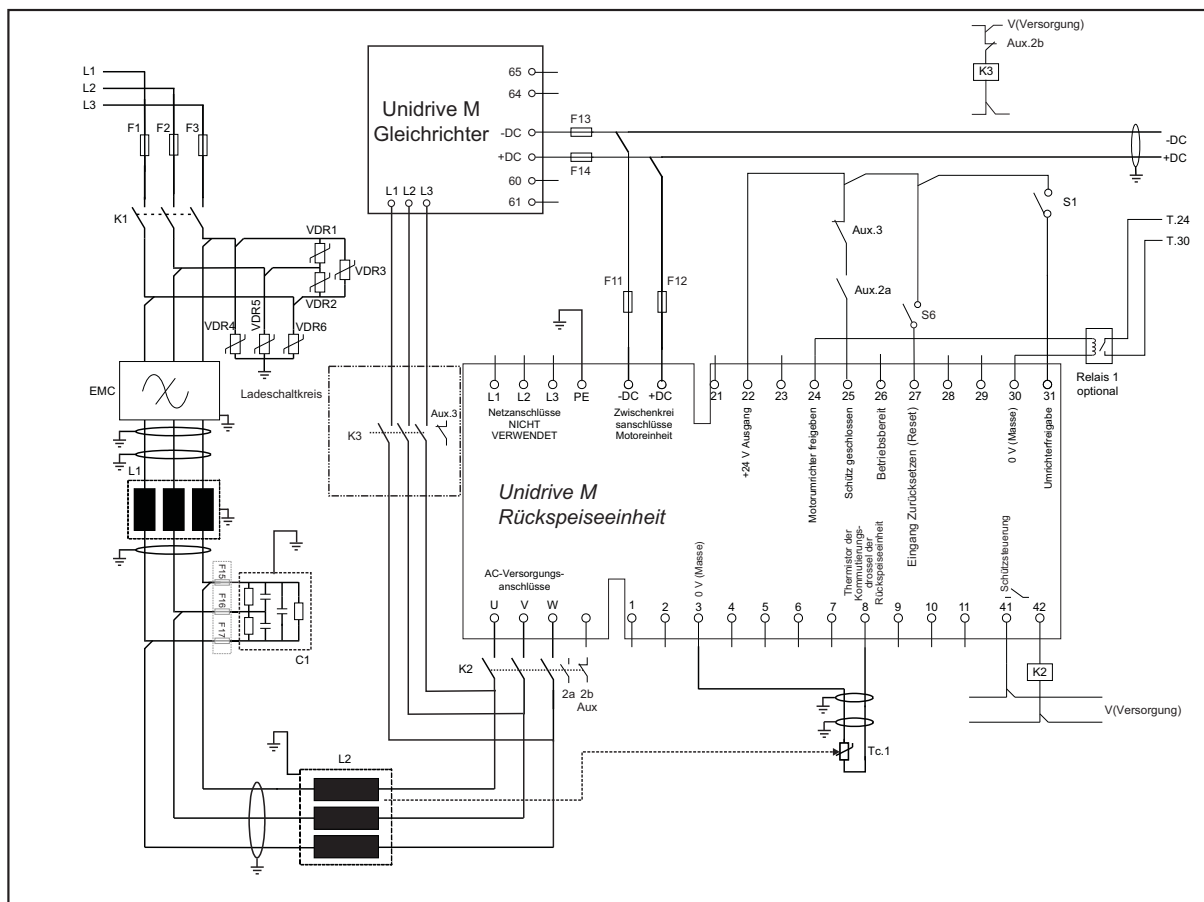 L1
L2
L3
F1
F2
F3
K1
VDR1
VDR3
VDR2
VDR4
VDR5
VDR6
EMC
Ladeschaltkreis
L1
F15
F16
F17
C1
L2
Unidrive M
Gleichrichter
65
64
-DC
+DC
60
61
L1 L2 L3
F13
F14
-DC
+DC
V(Versorgung)
Aux.2b
K3
F11
F12
Aux.3
Aux.2a
S6
S1
T.24
T.30
Relais 1
optional
K3
Aux.3
L1
L2
L3
PE
-DC
+DC
Netzanschlüsse
NICHT
VERWENDET
Zwischenkrei
sanschlüsse
Motoreinheit
21
22
23
24
25
26
27
28
29
30
31
+24 V Ausgang
Motorumrichter freigeben
Schütz geschlossen
Betriebsbereit
Eingang Zurücksetzen (Reset)
0 V (Masse)
Umrichterfreigabe
Unidrive M
Rückspeiseeinheit
AC-Versorgungs-
anschlüsse
U
V
W
0 V (Masse)
Thermistor der
Kommutierungs-
drossel der
Rückspeiseeinheit
Schützsteuerung
1
2
3
4
5
6
7
8
9
10
11
41
42
K2
2a
2b
Aux
K2
V(Versorgung)
Tc.1